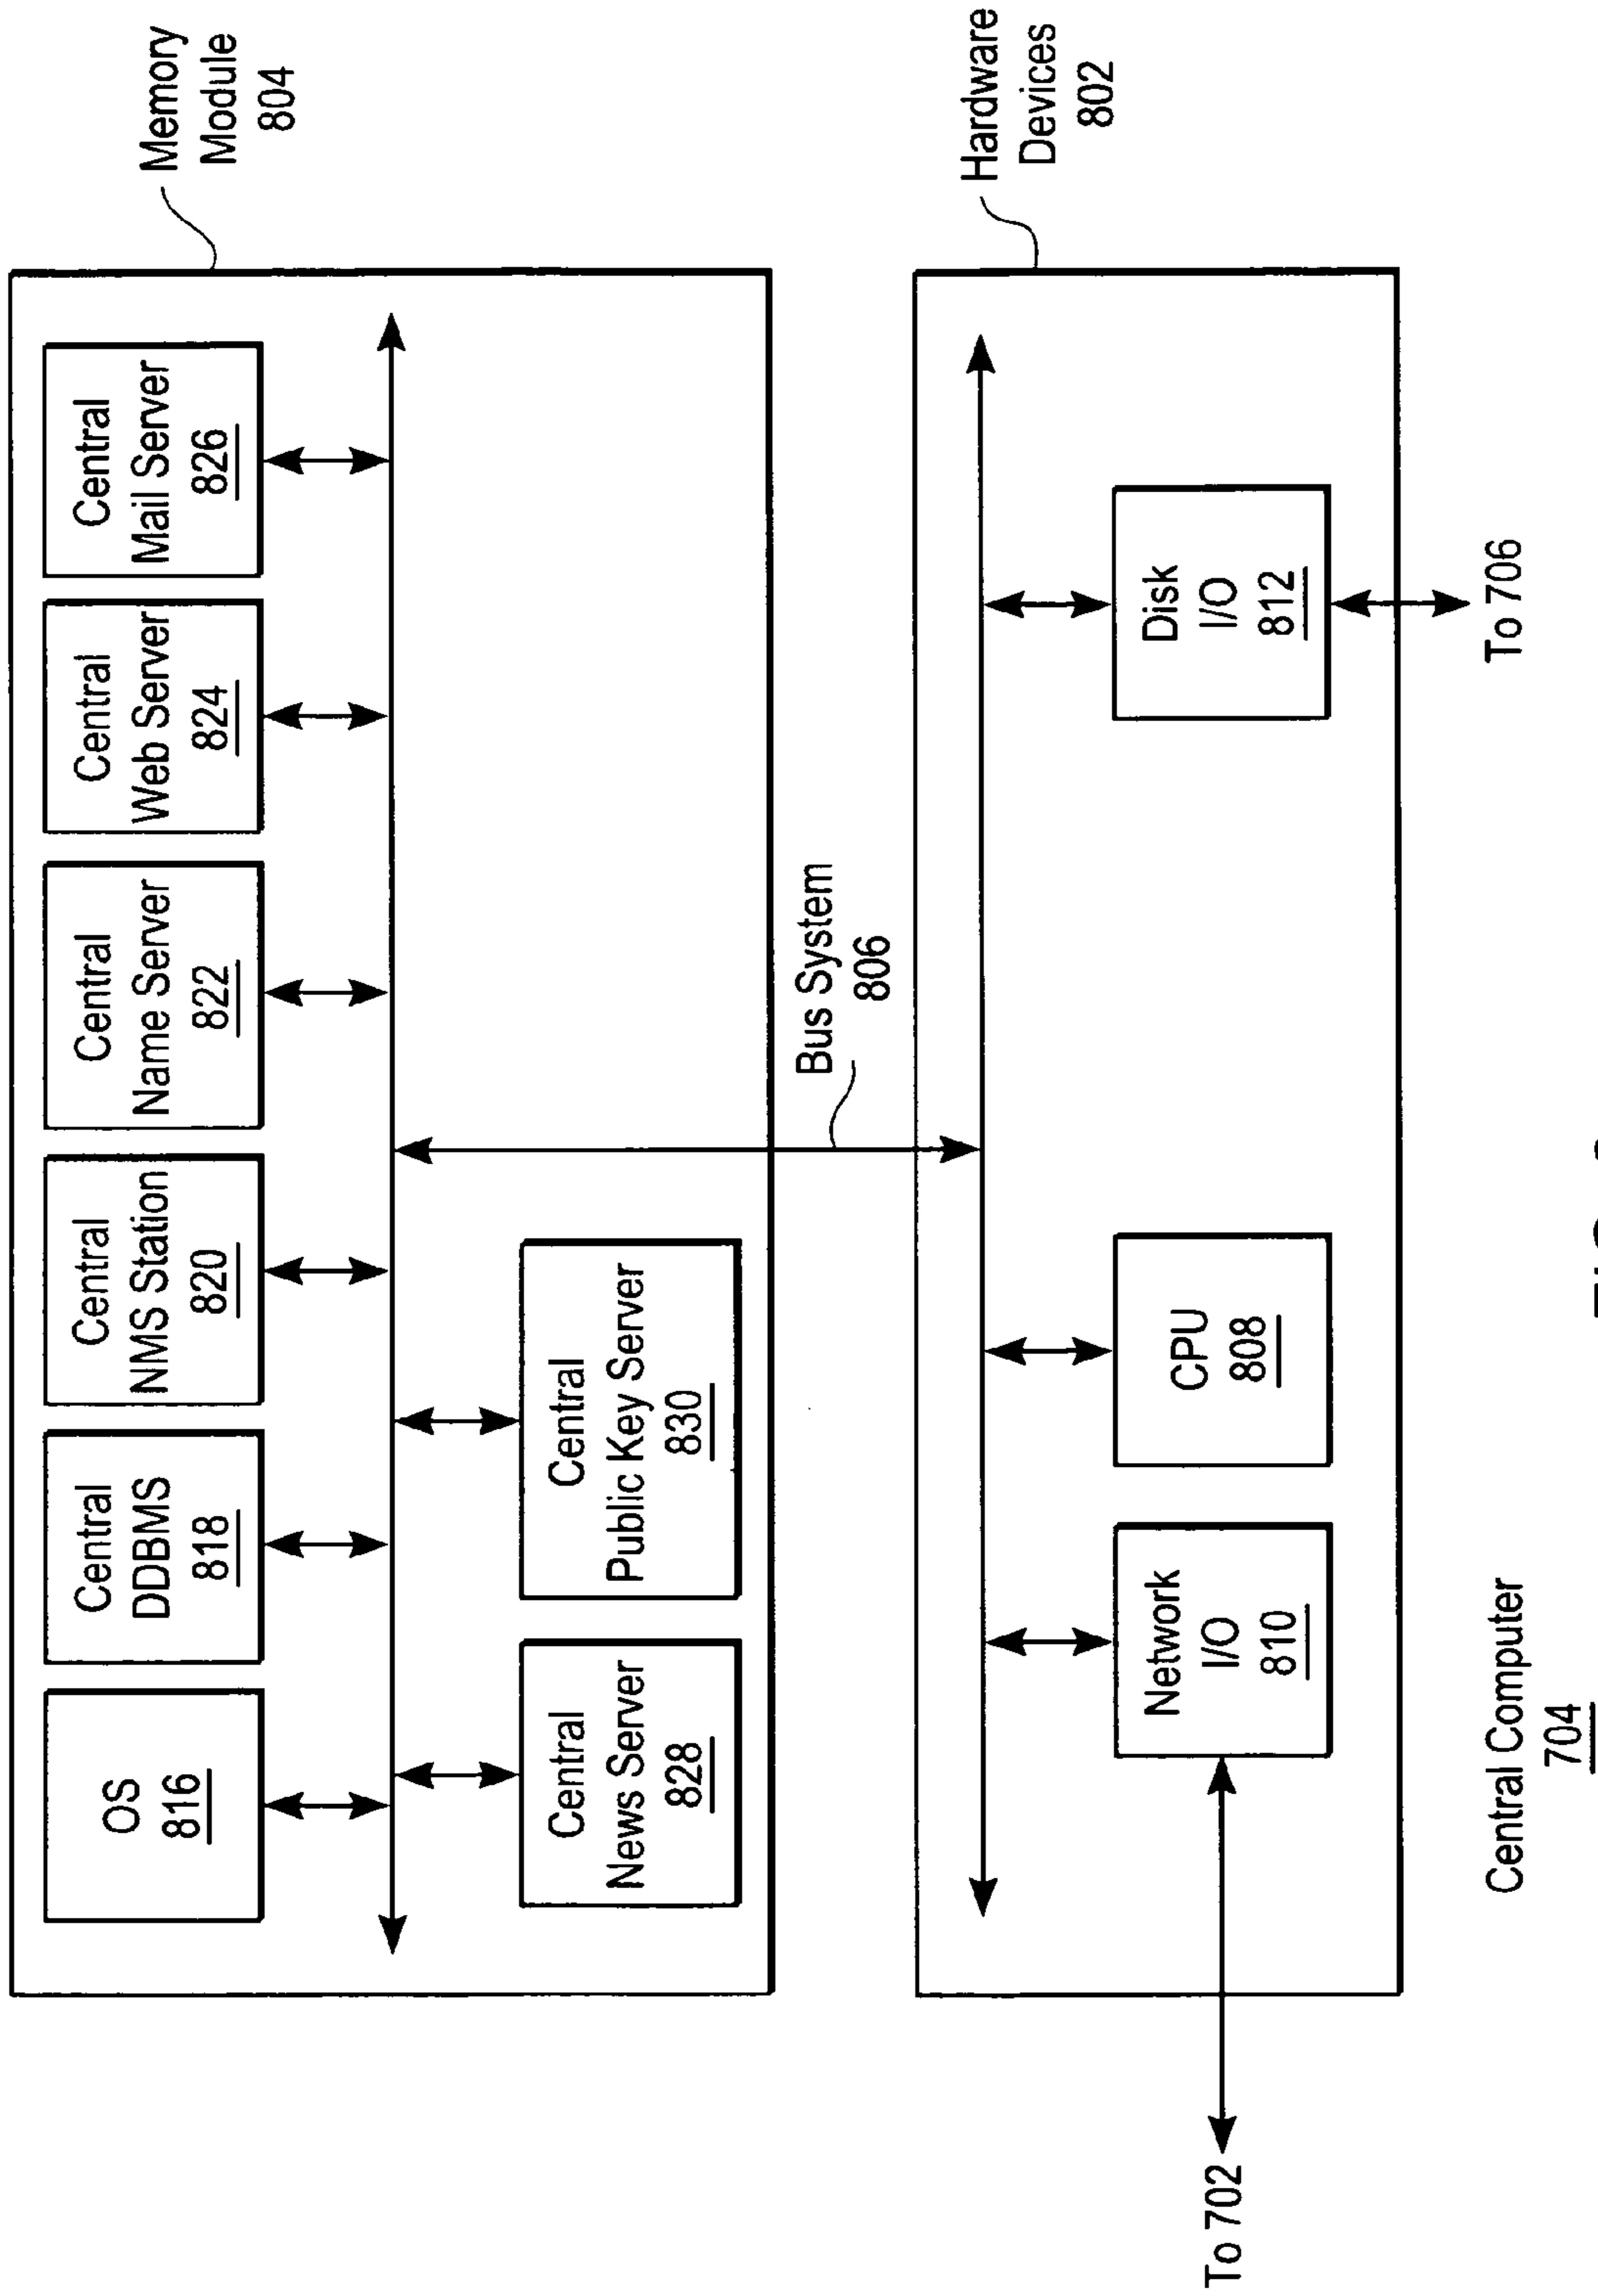 OS
816
Central
DDBMS
818
Central
NMS Station
820
Central
Name Server
822
Central
Web Server
824
Central
Mail Server
826
Memory
Module
804
Central
News Server
828
Central
Public Key Server
830
Bus System
806
Hardware
Devices
802
Network
I/O
810
CPU
808
Disk
I/O
812
To 702
To 706
Central Computer
704